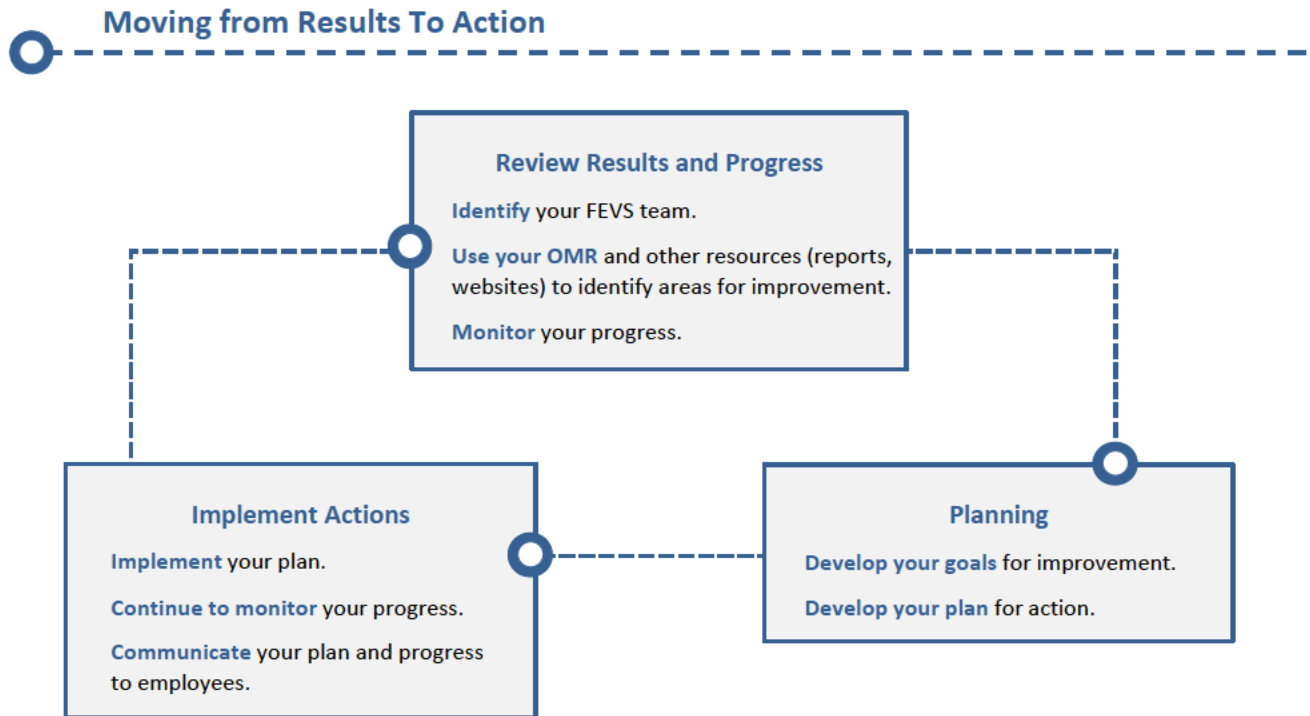 Moving from Results To Action
Review Results and Progress
Identify your FEVS team.
Use your OMR and other resources (reports,
websites) to identify areas for improvement.
Monitor your progress.
Implement Actions
Implement your plan.
Continue to monitor your progress.
Communicate your plan and progress
to employees.
Planning
Develop your goals for improvement.
Develop your plan for action.